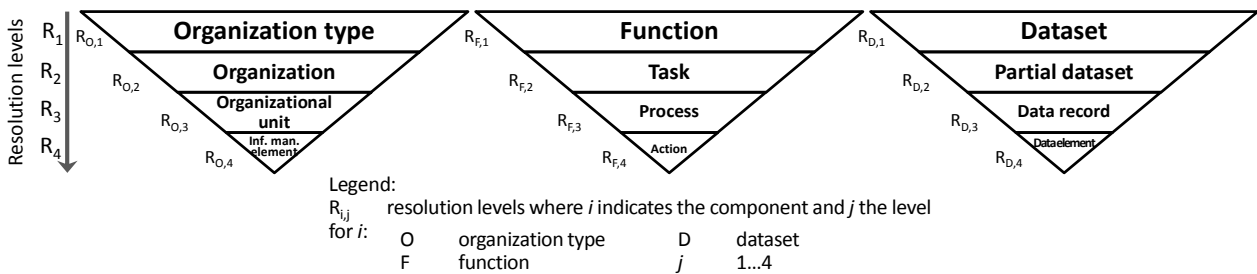 Resolution levels
R1 R2 R3 R4
RO,1 Organization type
RO,2 Organization
RO,3 Organizational
unit
RO,4 Inf. man.
element
RF,1 Function
RF,2 Task
RF,3 Process
RF,4 Action
RD,1 Dataset
RD,2 Partial dataset
RD,3 Data record
RD,4 Data element
Legend:
Ri,j resolution levels where i indicates the component and j the level
for i:
O organization type D dataset
F function j 1...4